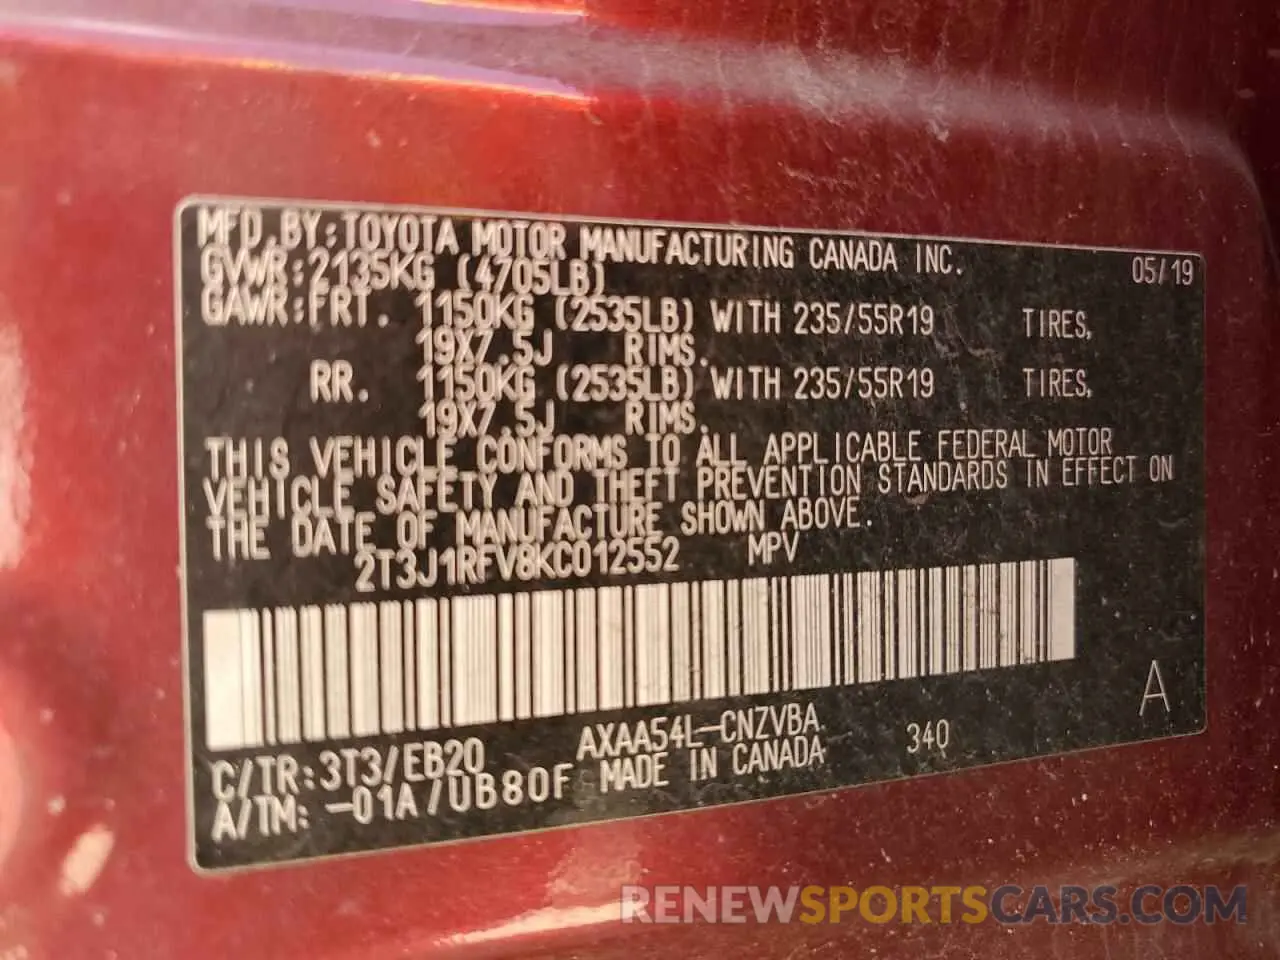 MFD.BY:TOYOTA MOTOR MANUFACTURING CANADA INC. 05/19
GVWR:2135KG (4705LB)
GAWR:FRT. 1150KG (2535LB) WITH 235/55R19 TIRES,
19X7.5J RIMS.
RR. 1150KG (2535LB) WITH 235/55R19 TIRES,
19X7.5J RIMS.
THIS VEHICLE CONFORMS TO ALL APPLICABLE FEDERAL MOTOR
VEHICLE SAFETY AND THEFT PREVENTION STANDARDS IN EFFECT ON
THE DATE OF MANUFACTURE SHOWN ABOVE.
2T3J1RFV8KC012552 MPV
A
C/TR:3T3/EB20 AXAA54L-CNZVBA 340
A/TM:-01A/UB80F MADE IN CANADA
RENEWSPORTSCARS.COM